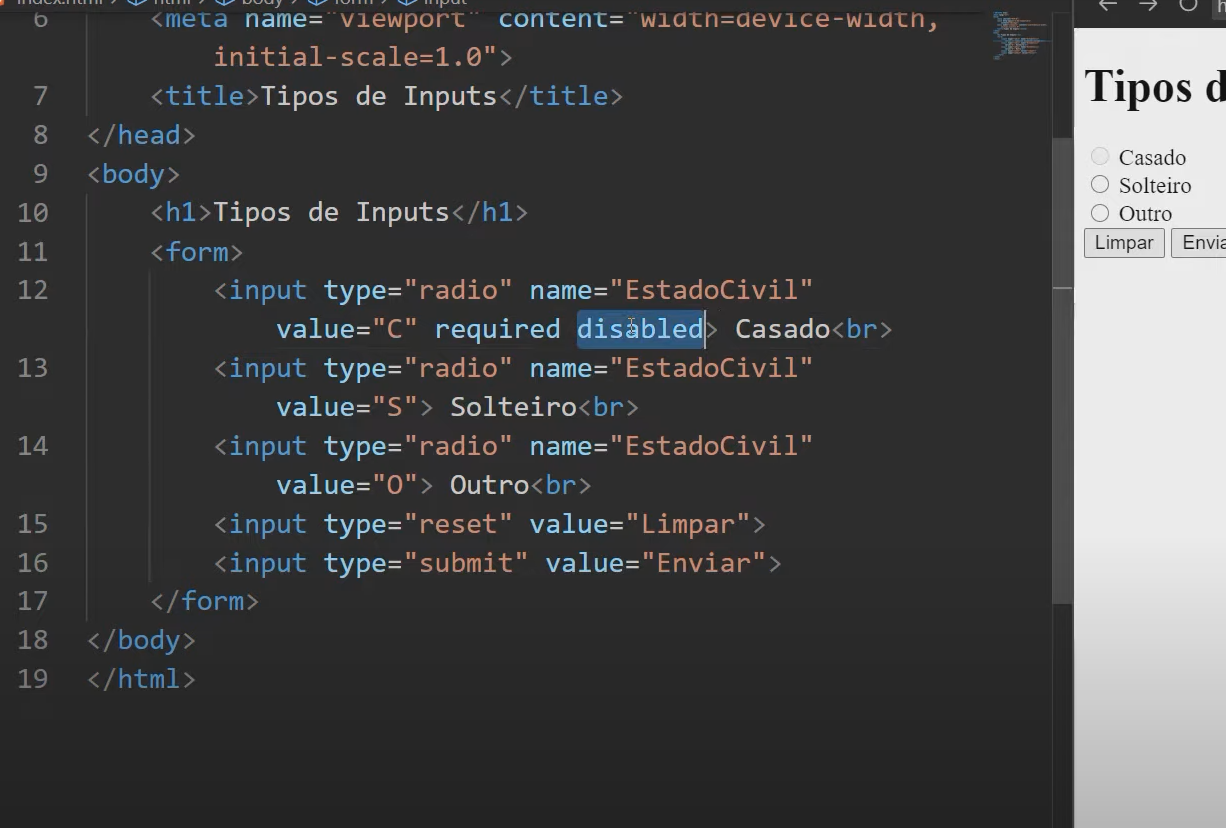 index.html > html > body > form > input
6 <meta name="viewport" content="width=device-width,
initial-scale=1.0">
7 <title>Tipos de Inputs</title>
8 </head>
9 <body>
10 <h1>Tipos de Inputs</h1>
11 <form>
12 <input type="radio" name="EstadoCivil"
value="C" required disabled> Casado<br>
13 <input type="radio" name="EstadoCivil"
value="S"> Solteiro<br>
14 <input type="radio" name="EstadoCivil"
value="O"> Outro<br>
15 <input type="reset" value="Limpar">
16 <input type="submit" value="Enviar">
17 </form>
18 </body>
19 </html>
Tipos d
Casado
Solteiro
Outro
Limpar Envia